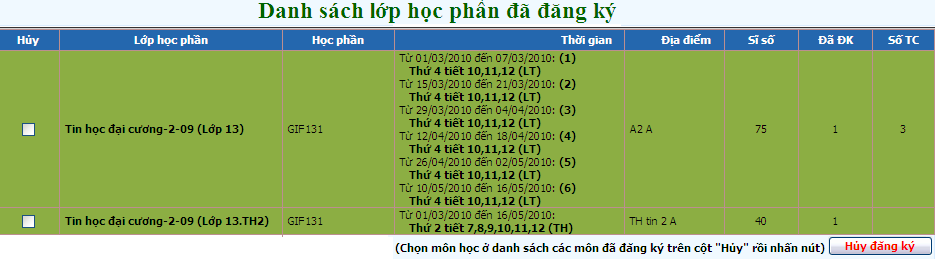 Danh sách lớp học phần đã đăng ký
Hủy Lớp học phần Học phần Thời gian Địa điểm Sĩ số Đã ĐK Số TC
Từ 01/03/2010 đến 07/03/2010: (1)
Thứ 4 tiết 10,11,12 (LT)
Từ 15/03/2010 đến 21/03/2010: (2)
Thứ 4 tiết 10,11,12 (LT)
Từ 29/03/2010 đến 04/04/2010: (3)
Thứ 4 tiết 10,11,12 (LT)
Tin học đại cương-2-09 (Lớp 13) GIF131 A2 A 75 1 3
Từ 12/04/2010 đến 18/04/2010: (4)
Thứ 4 tiết 10,11,12 (LT)
Từ 26/04/2010 đến 02/05/2010: (5)
Thứ 4 tiết 10,11,12 (LT)
Từ 10/05/2010 đến 16/05/2010: (6)
Thứ 4 tiết 10,11,12 (LT)
Tin học đại cương-2-09 (Lớp 13.TH2) GIF131 Từ 01/03/2010 đến 16/05/2010: TH tin 2 A 40 1
Thứ 2 tiết 7,8,9,10,11,12 (TH)
(Chọn môn học ở danh sách các môn đã đăng ký trên cột "Hủy" rồi nhấn nút) Hủy đăng ký